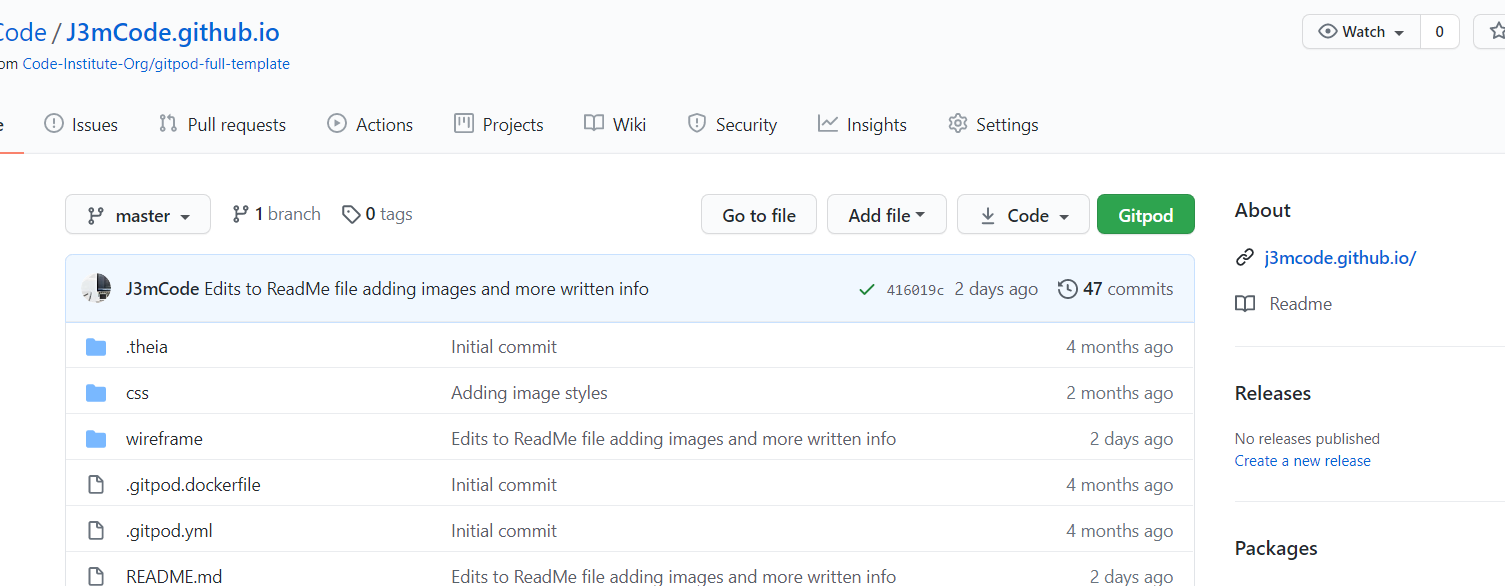 Code / J3mCode.github.io
Watch 0
om Code-Institute-Org/gitpod-full-template
e Issues Pull requests Actions Projects Wiki Security Insights Settings
master 1 branch 0 tags Go to file Add file Code Gitpod
About
J3mCode Edits to ReadMe file adding images and more written info 416019c 2 days ago 47 commits
j3mcode.github.io/
Readme
.theia Initial commit 4 months ago
css Adding image styles 2 months ago
Releases
wireframe Edits to ReadMe file adding images and more written info 2 days ago
No releases published
Create a new release
.gitpod.dockerfile Initial commit 4 months ago
.gitpod.yml Initial commit 4 months ago
Packages
README.md Edits to ReadMe file adding images and more written info 2 days ago